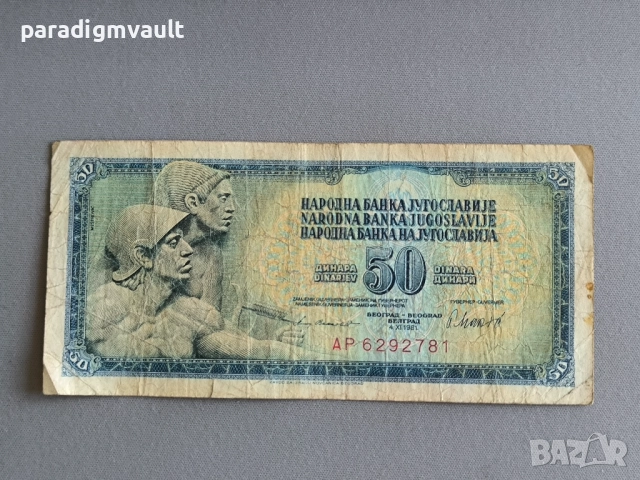 paradigmvault
50 50
НАРОДНА БАНКА ЈУГОСЛАВИЈЕ
NARODNA BANKA JUGOSLAVIJE
НАРОДНА БАНКА НА ЈУГОСЛАВИЈА
ДИНАРА 50 DINARA
DINARJEV ДИНАРИ
БЕОГРАД - BEOGRAD
БЕЛГРАД
4.XI.1981.
AP 6292781
50 50
BAZAR